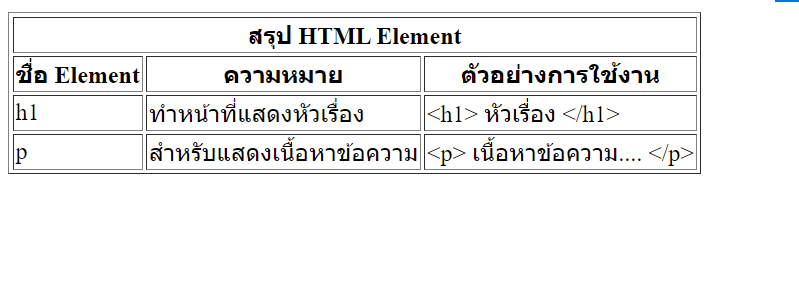 สรุป HTML Element
ชื่อ Element ความหมาย ตัวอย่างการใช้งาน
h1 ทำหน้าที่แสดงหัวเรื่อง <h1> หัวเรื่อง </h1>
p สำหรับแสดงเนื้อหาข้อความ <p> เนื้อหาข้อความ.... </p>